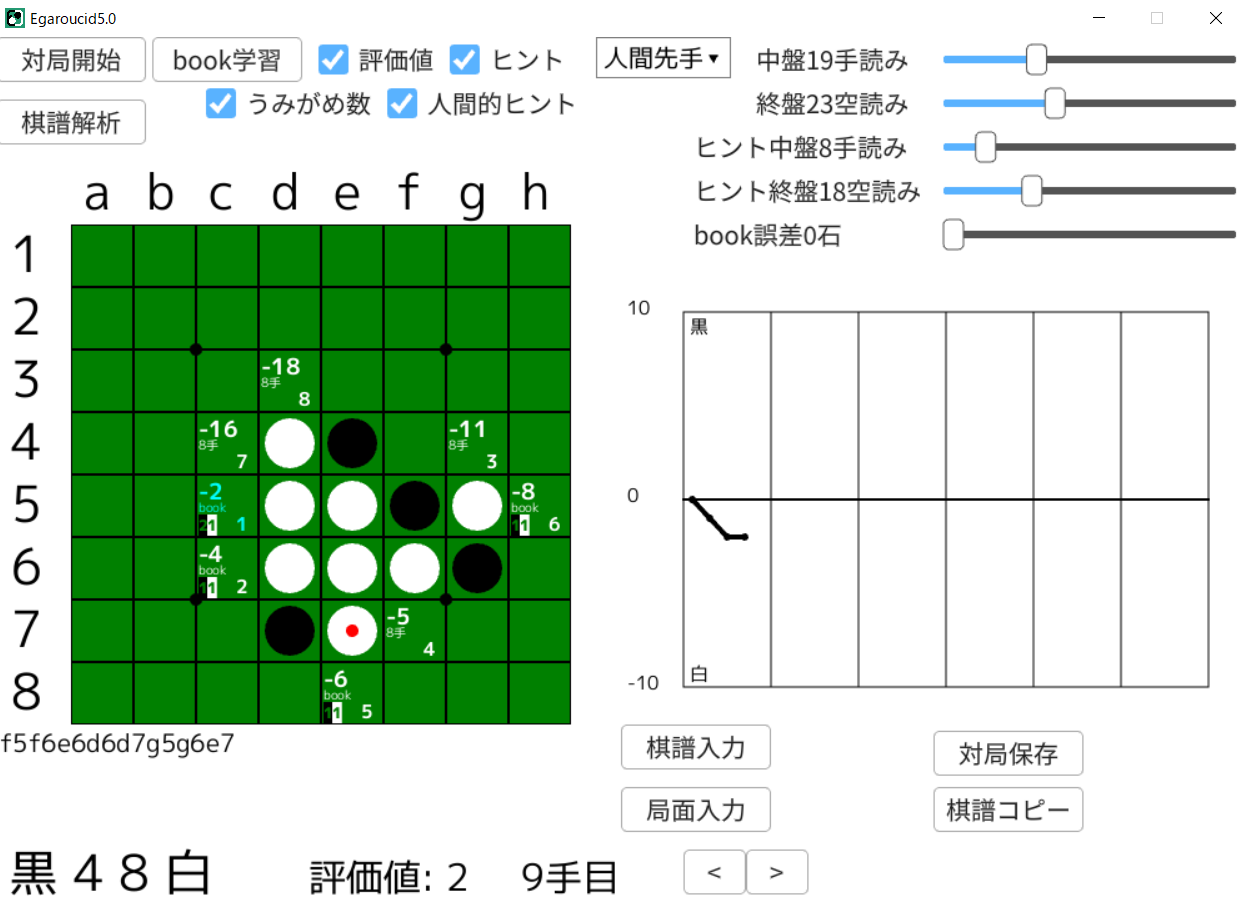 Egaroucid5.0
対局開始 book学習 評価値 ヒント 人間先手▼ 中盤19手読み
うみがめ数 人間的ヒント 終盤23空読み
棋譜解析
ヒント中盤8手読み
ヒント終盤18空読み
book誤差0石
a b c d e f g h
1
2
3
-18
8手
8
4
-16 -11
8手 8手
7 3
5
-2 -8
book book
21 1 11 6
6
-4
book
11 2
7
-5
8手
4
8
-6
book
11 5
10
黒
0
白
-10
f5f6e6d6d7g5g6e7
棋譜入力 対局保存
局面入力 棋譜コピー
黒 4 8 白 評価値: 2 9手目 < >